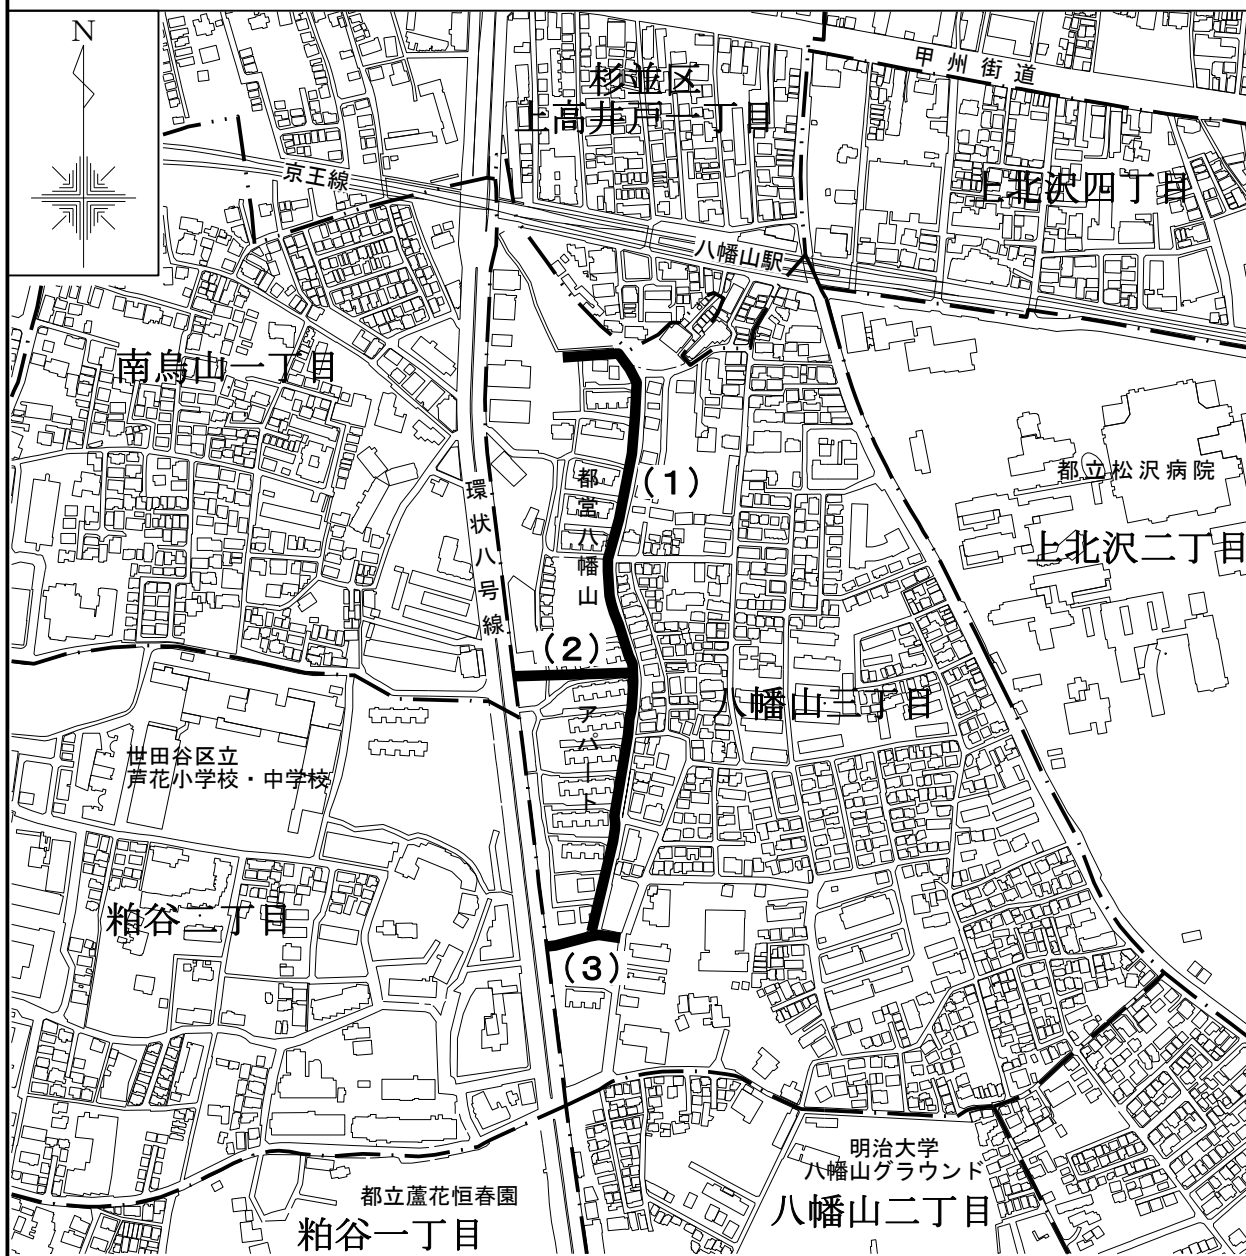 N
杉並区
上高井戸一丁目
甲州街道
京王線
上北沢四丁目
八幡山駅
南烏山一丁目
都立松沢病院
(1)
環状八号線
都営八幡山アパート
上北沢二丁目
(2)
八幡山三丁目
世田谷区立
芦花小学校・中学校
粕谷二丁目
(3)
明治大学
八幡山グラウンド
都立蘆花恒春園
八幡山二丁目
粕谷一丁目